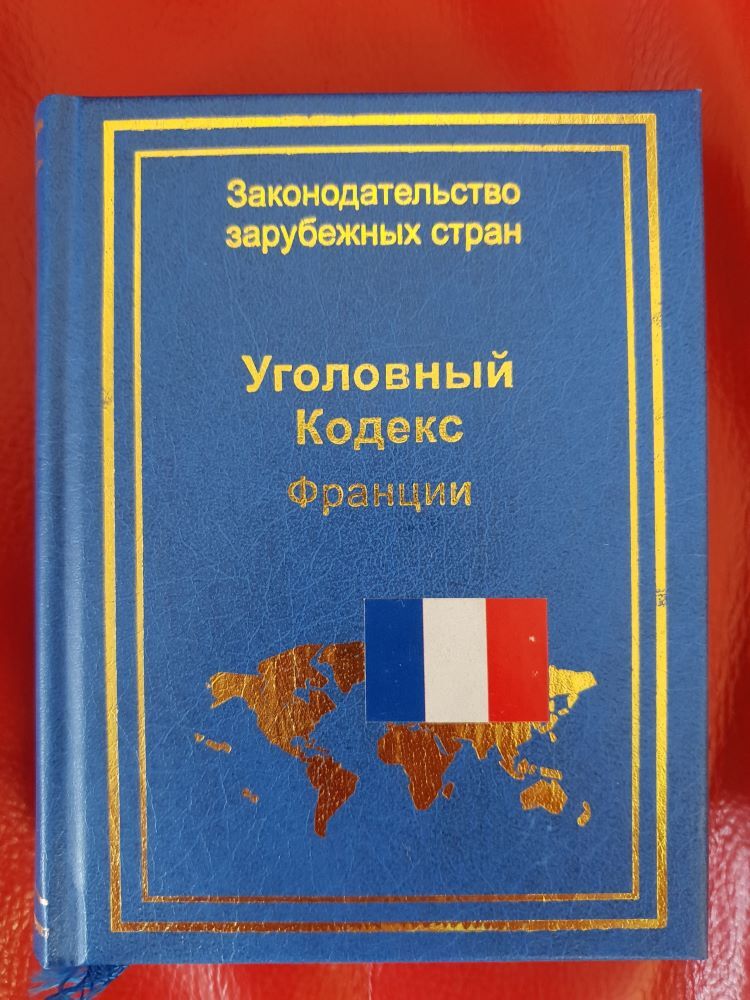 Законодательство
зарубежных стран
Уголовный
Кодекс
Франции